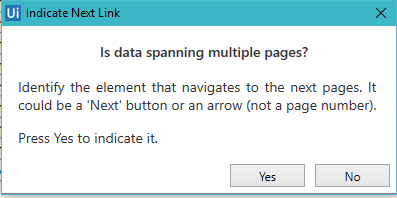 Ui Indicate Next Link
Is data spanning multiple pages?
Identify the element that navigates to the next pages. It
could be a 'Next' button or an arrow (not a page number).
Press Yes to indicate it.
Yes No